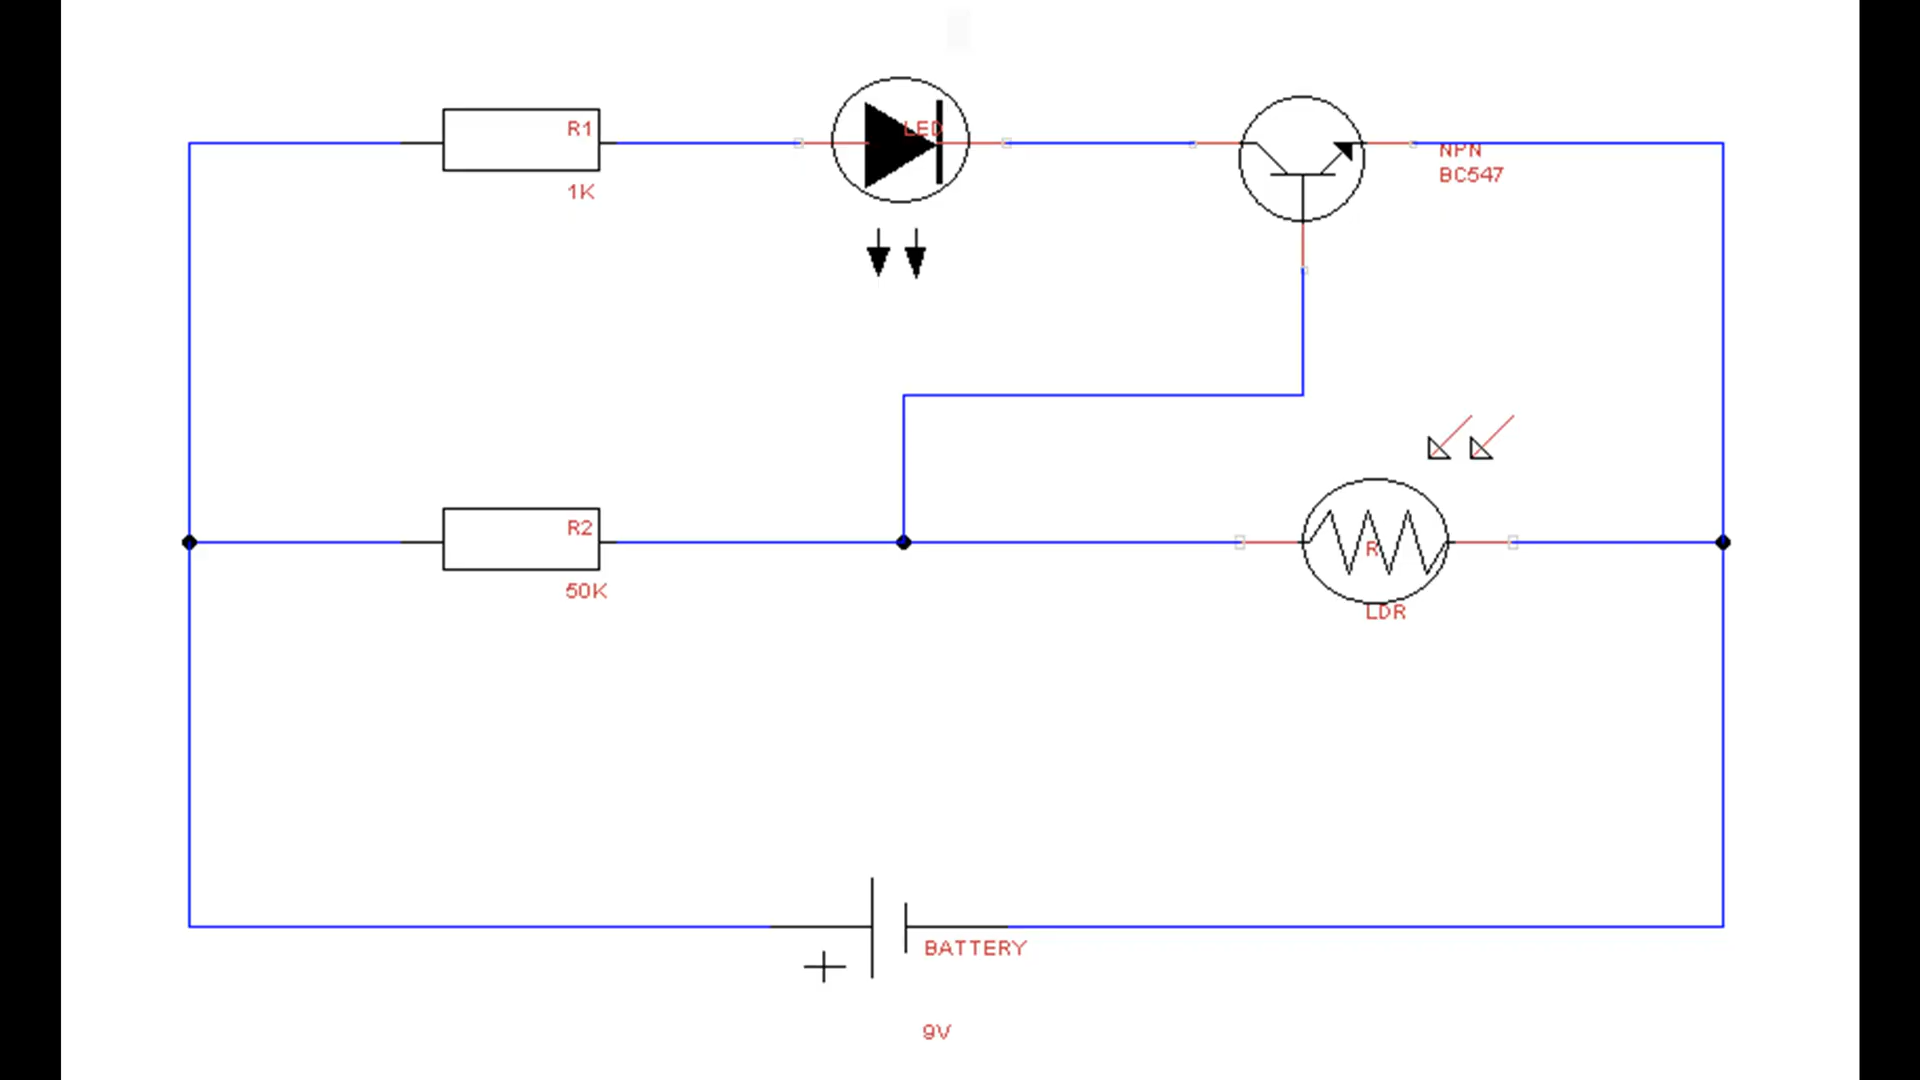 R1
1K
LED
NPN
BC547
R2
50K
R
LDR
+
BATTERY
9V